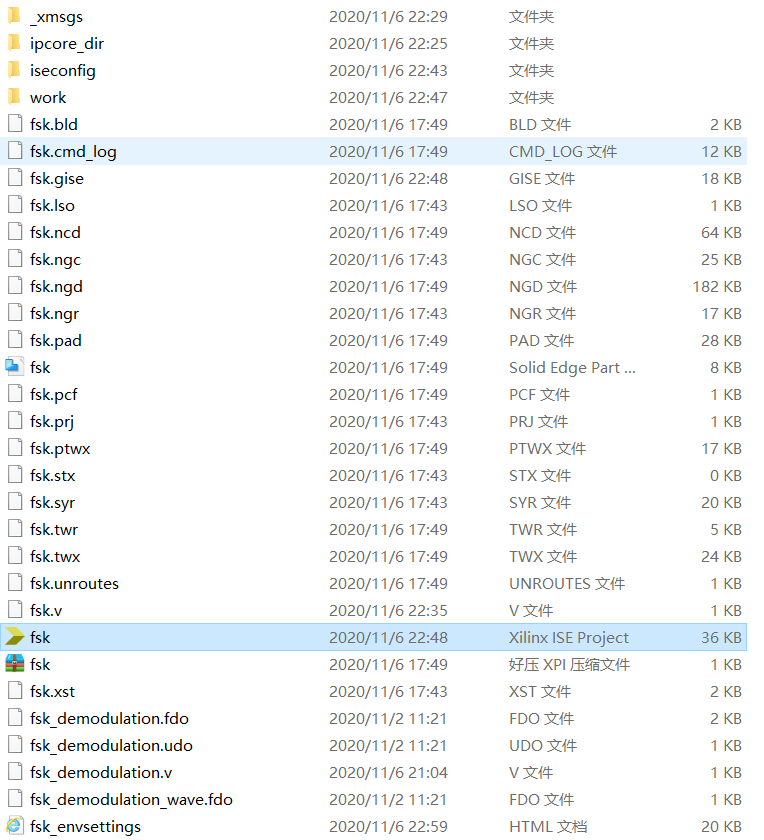 _xmsgs 2020/11/6 22:29 文件夹
ipcore_dir 2020/11/6 22:25 文件夹
iseconfig 2020/11/6 22:43 文件夹
work 2020/11/6 22:47 文件夹
fsk.bld 2020/11/6 17:49 BLD 文件 2 KB
fsk.cmd_log 2020/11/6 17:49 CMD_LOG 文件 12 KB
fsk.gise 2020/11/6 22:48 GISE 文件 18 KB
fsk.lso 2020/11/6 17:43 LSO 文件 1 KB
fsk.ncd 2020/11/6 17:49 NCD 文件 64 KB
fsk.ngc 2020/11/6 17:43 NGC 文件 25 KB
fsk.ngd 2020/11/6 17:49 NGD 文件 182 KB
fsk.ngr 2020/11/6 17:43 NGR 文件 17 KB
fsk.pad 2020/11/6 17:49 PAD 文件 28 KB
fsk 2020/11/6 17:49 Solid Edge Part ... 8 KB
fsk.pcf 2020/11/6 17:49 PCF 文件 1 KB
fsk.prj 2020/11/6 17:43 PRJ 文件 1 KB
fsk.ptwx 2020/11/6 17:49 PTWX 文件 17 KB
fsk.stx 2020/11/6 17:43 STX 文件 0 KB
fsk.syr 2020/11/6 17:43 SYR 文件 20 KB
fsk.twr 2020/11/6 17:49 TWR 文件 5 KB
fsk.twx 2020/11/6 17:49 TWX 文件 24 KB
fsk.unroutes 2020/11/6 17:49 UNROUTES 文件 1 KB
fsk.v 2020/11/6 22:35 V 文件 1 KB
fsk 2020/11/6 22:48 Xilinx ISE Project 36 KB
fsk 2020/11/6 17:49 好压 XPI 压缩文件 1 KB
fsk.xst 2020/11/6 17:43 XST 文件 2 KB
fsk_demodulation.fdo 2020/11/2 11:21 FDO 文件 2 KB
fsk_demodulation.udo 2020/11/2 11:21 UDO 文件 1 KB
fsk_demodulation.v 2020/11/6 21:04 V 文件 1 KB
fsk_demodulation_wave.fdo 2020/11/2 11:21 FDO 文件 1 KB
fsk_envsettings 2020/11/6 22:59 HTML 文档 20 KB